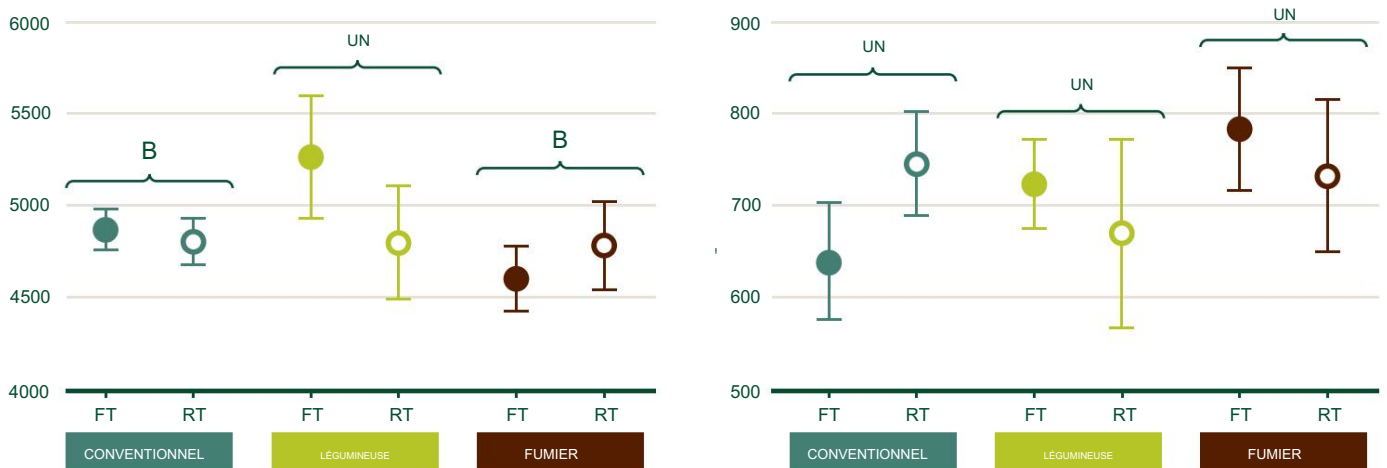 6000
UN
5500
B
B
5000
4500
4000
FT RT FT RT FT RT
CONVENTIONNEL LÉGUMINEUSE FUMIER
900
UN
UN
UN
800
700
600
500
FT RT FT RT FT RT
CONVENTIONNEL LÉGUMINEUSE FUMIER